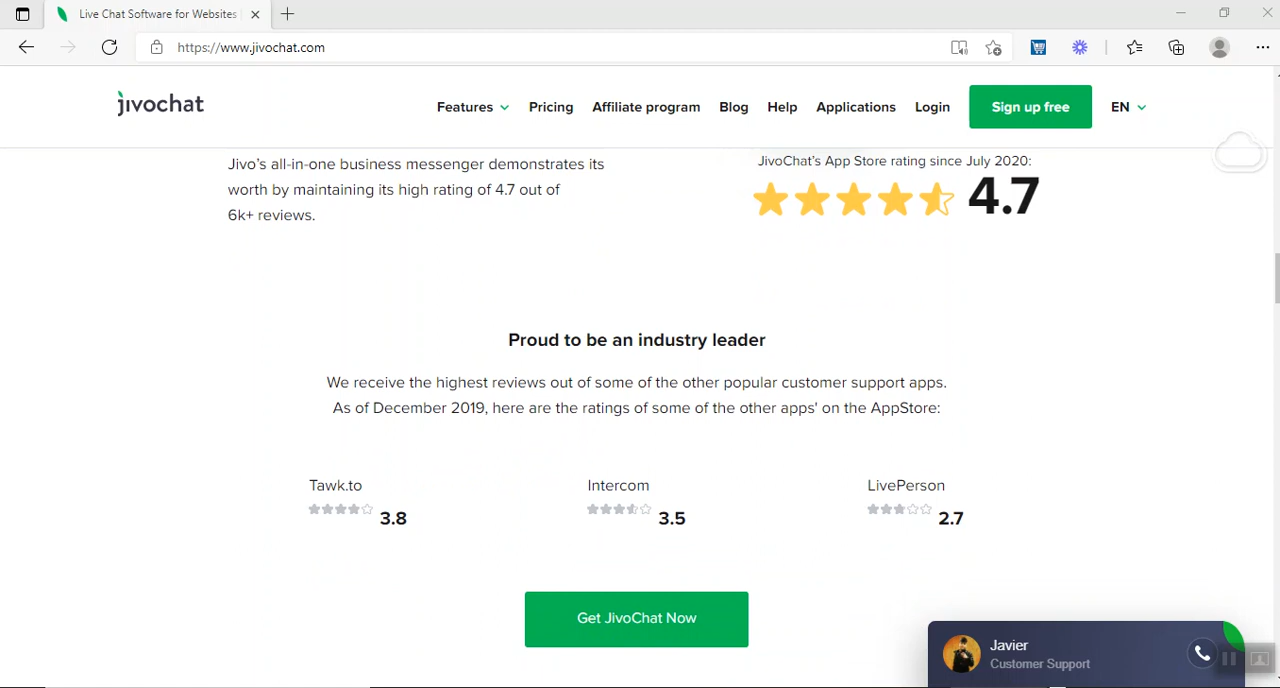 Live Chat Software for Websites
https://www.jivochat.com
jivochat
Features Pricing Affiliate program Blog Help Applications Login Sign up free EN
Jivo's all-in-one business messenger demonstrates its
worth by maintaining its high rating of 4.7 out of
6k+ reviews.
JivoChat's App Store rating since July 2020:
4.7
Proud to be an industry leader
We receive the highest reviews out of some of the other popular customer support apps.
As of December 2019, here are the ratings of some of the other apps' on the AppStore:
Tawk.to
3.8
Intercom
3.5
LivePerson
2.7
Get JivoChat Now
Javier
Customer Support